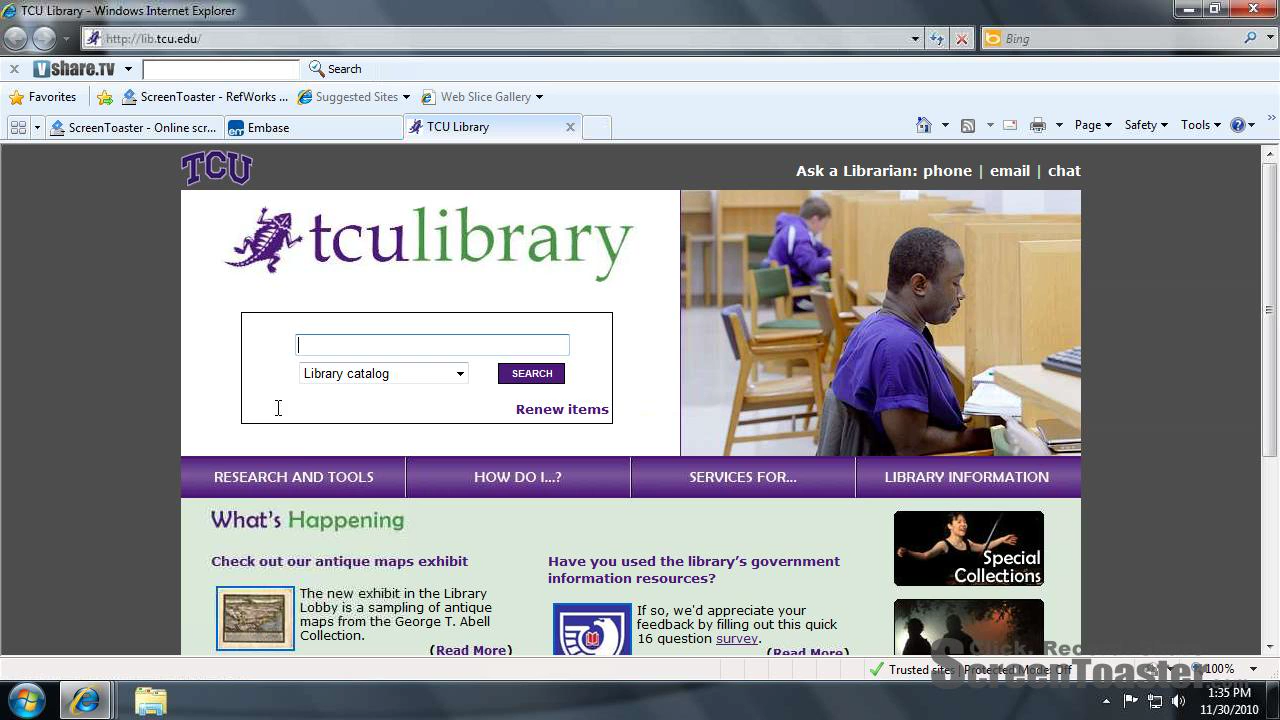 TCU Library - Windows Internet Explorer
http://lib.tcu.edu/
Bing
vshare.TV
Search
Favorites
ScreenToaster - RefWorks ...
Suggested Sites
Web Slice Gallery
ScreenToaster - Online scr...
Embase
TCU Library
Page
Safety
Tools
TCU
Ask a Librarian: phone | email | chat
tculibrary
Library catalog
SEARCH
Renew items
RESEARCH AND TOOLS
HOW DO I...?
SERVICES FOR...
LIBRARY INFORMATION
What's Happening
Check out our antique maps exhibit
The new exhibit in the Library
Lobby is a sampling of antique
maps from the George T. Abell
Collection.
(Read More)
Have you used the library's government
information resources?
If so, we'd appreciate your
feedback by filling out this quick
16 question survey.
(Read More)
Special
Collections
Trusted sites | Protected Mode: Off
100%
ScreenToaster.com
1:35 PM
11/30/2010